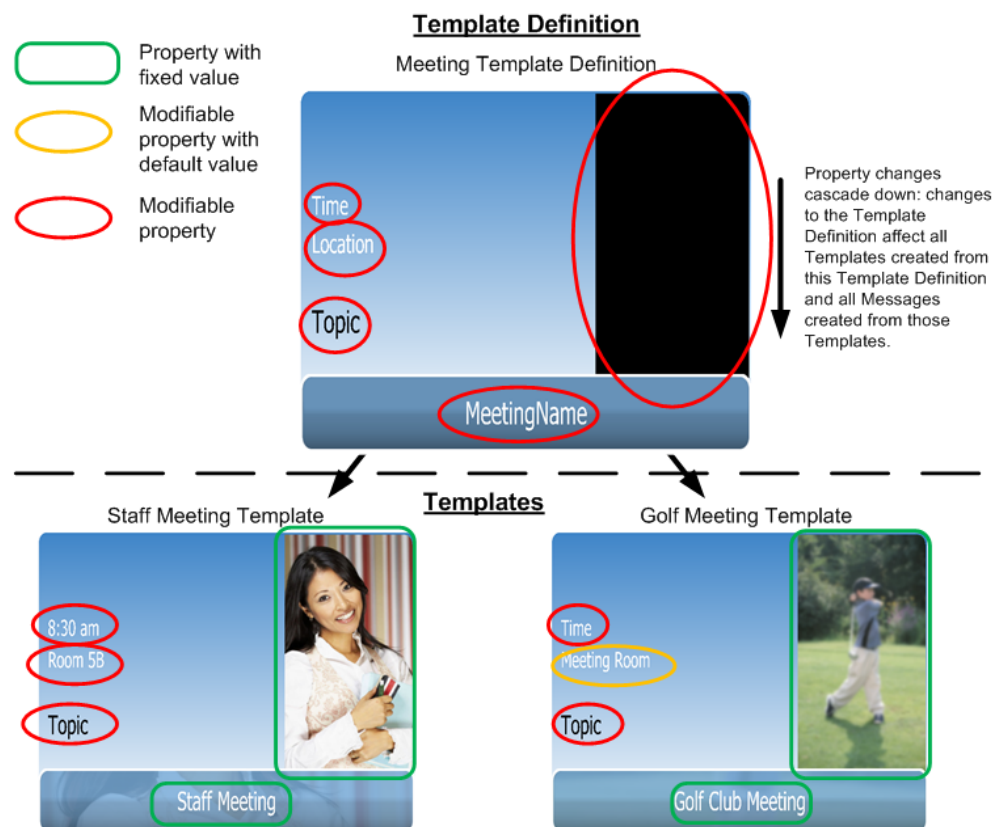 Template Definition
Meeting Template Definition
Property with
fixed value
Modifiable
property with
default value
Modifiable
property
Time
Location
Topic
MeetingName
Property changes
cascade down: changes
to the Template
Definition affect all
Templates created from
this Template Definition
and all Messages
created from those
Templates.
Templates
Staff Meeting Template
8:30 am
Room 5B
Topic
Staff Meeting
Golf Meeting Template
Time
Meeting Room
Topic
Golf Club Meeting